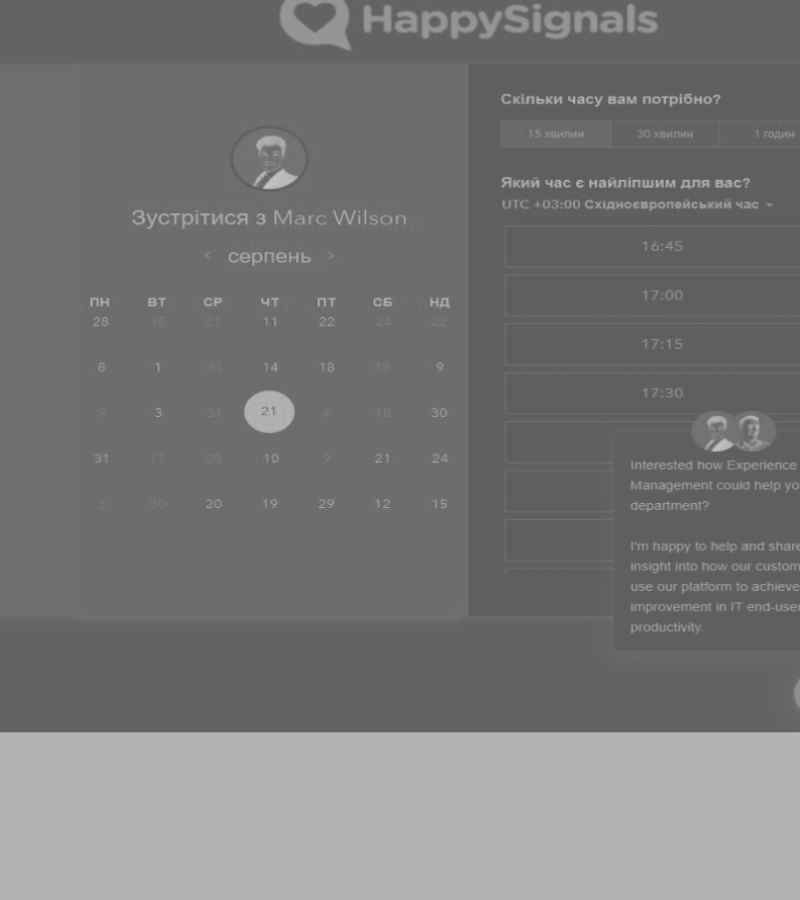 HappySignals
Зустрітися з Marc Wilson
‹ серпень ›
ПН ВТ СР ЧТ ПТ СБ НД
28 15 21 11 22 24 22
8 1 31 14 18 18 9
9 3 31 21 4 18 30
31 11 20 10 9 21 24
3 30 20 19 29 12 15
Скільки часу вам потрібно?
15 хвилин 30 хвилин 1 годин
Який час є найліпшим для вас?
UTC +03:00 Східноєвропейський час
16:45
17:00
17:15
17:30
Interested how Experience
Management could help yo
department?
I'm happy to help and share
insight into how our custom
use our platform to achieve
improvement in IT end-user
productivity.